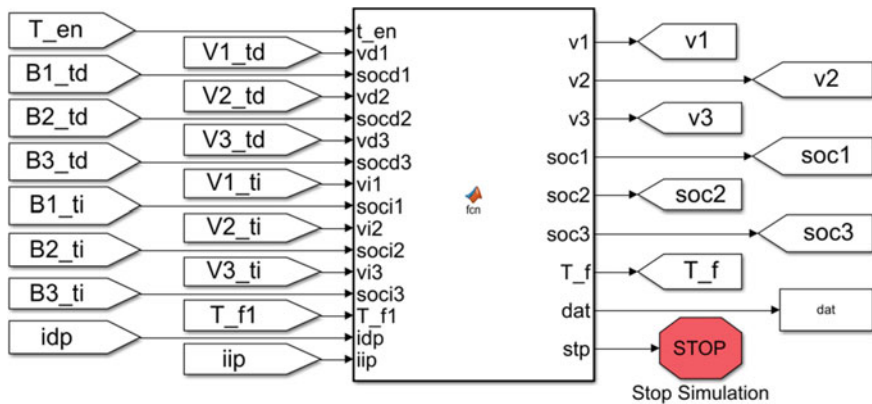 T_en
V1_td
B1_td
V2_td
B2_td
V3_td
B3_td
V1_ti
B1_ti
V2_ti
B2_ti
V3_ti
B3_ti
T_f1
idp
iip
t_en
vd1
socd1
vd2
socd2
vd3
socd3
vi1
soci1
vi2
soci2
vi3
soci3
T_f1
idp
iip
fcn
v1
v2
v3
soc1
soc2
soc3
T_f
dat
stp
v1
v2
v3
soc1
soc2
soc3
T_f
dat
STOP
Stop Simulation